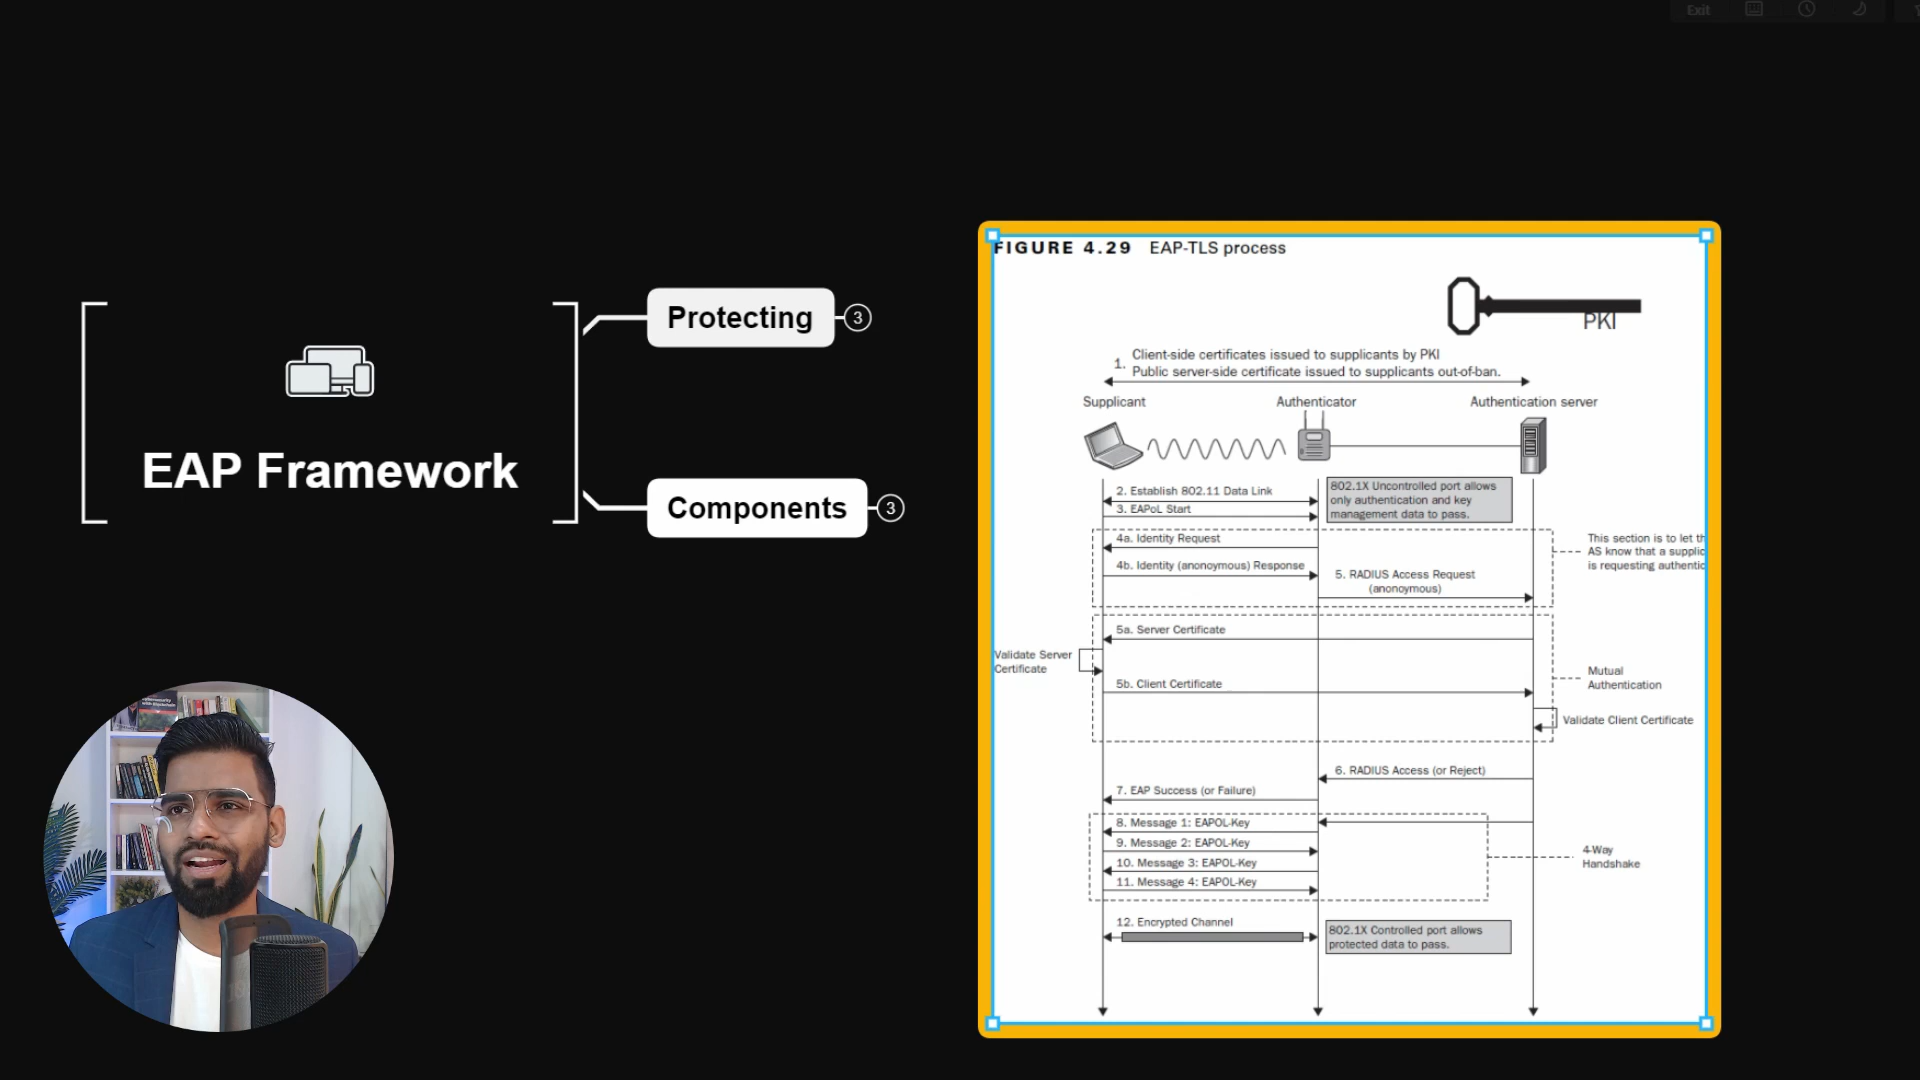 Exit
EAP Framework
Protecting
3
Components
3
FIGURE 4.29 EAP-TLS process
PKI
1. Client-side certificates issued to supplicants by PKI
Public server-side certificate issued to supplicants out-of-ban.
Supplicant
Authenticator
Authentication server
2. Establish 802.11 Data Link
3. EAPoL Start
802.1X Uncontrolled port allows
only authentication and key
management data to pass.
4a. Identity Request
4b. Identity (anonoymous) Response
5. RADIUS Access Request
(anonoymous)
This section is to let th
AS know that a supplic
is requesting authentic
5a. Server Certificate
Validate Server
Certificate
5b. Client Certificate
Mutual
Authentication
Validate Client Certificate
6. RADIUS Access (or Reject)
7. EAP Success (or Failure)
8. Message 1: EAPOL-Key
9. Message 2: EAPOL-Key
10. Message 3: EAPOL-Key
11. Message 4: EAPOL-Key
4-Way
Handshake
12. Encrypted Channel
802.1X Controlled port allows
protected data to pass.